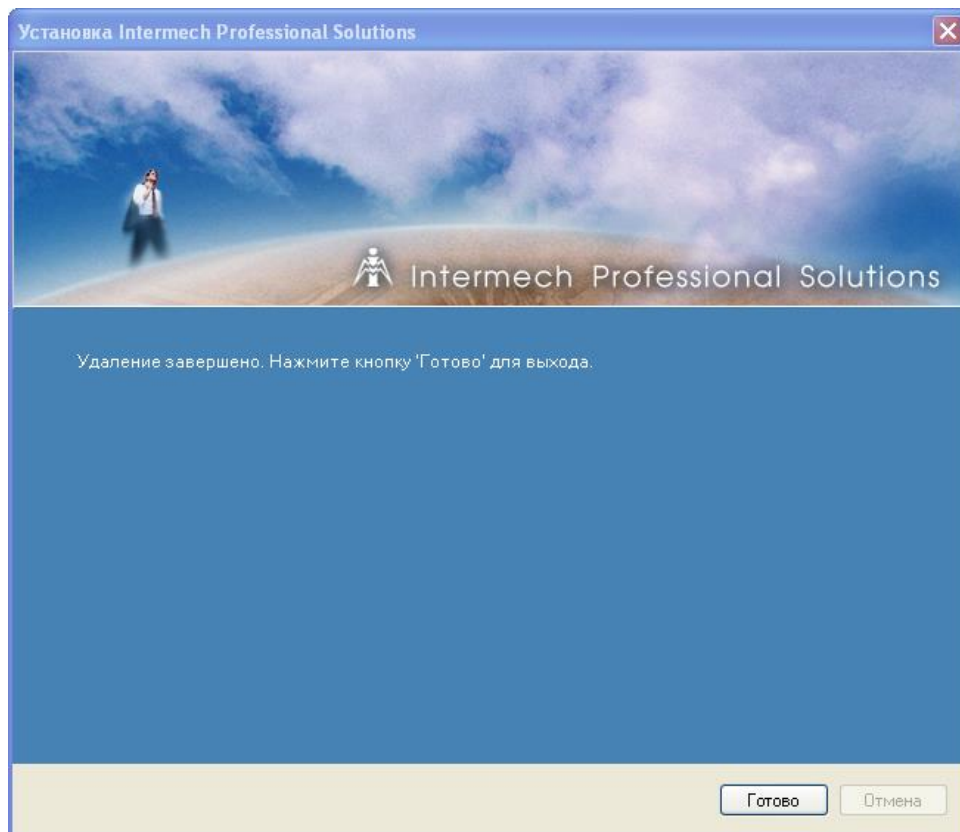 Установка Intermech Professional Solutions
Intermech Professional Solutions
Удаление завершено. Нажмите кнопку 'Готово' для выхода.
Готово
Отмена